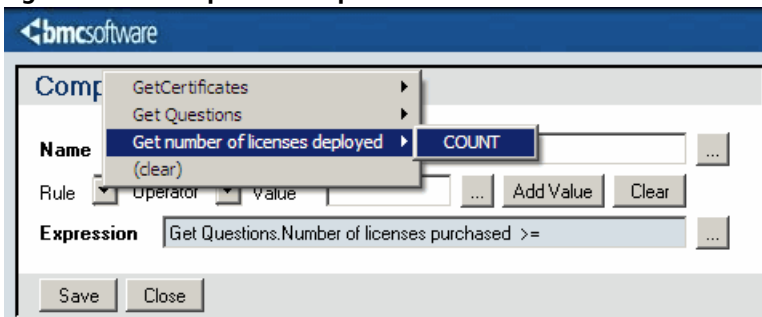 bmcsoftware
Comp
GetCertificates
Get Questions
Get number of licenses deployed COUNT
(clear)
Name ...
Rule Operator Value ... Add Value Clear
Expression Get Questions.Number of licenses purchased >= ...
Save Close